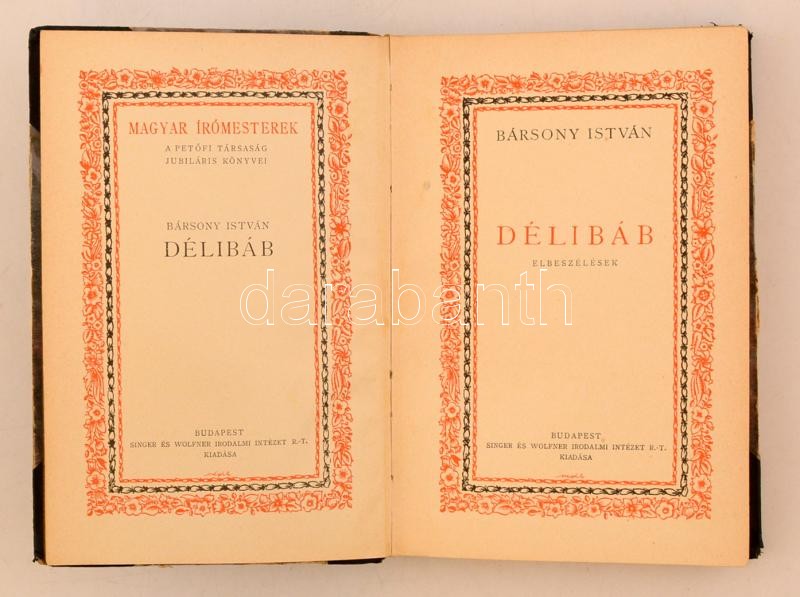 MAGYAR ÍRÓMESTEREK
A PETŐFI TÁRSASÁG
JUBILÁRIS KÖNYVEI
BÁRSONY ISTVÁN
DÉLIBÁB
BUDAPEST
SINGER ÉS WOLFNER IRODALMI INTÉZET R.-T.
KIADÁSA
BÁRSONY ISTVÁN
DÉLIBÁB
ELBESZÉLÉSEK
BUDAPEST
SINGER ÉS WOLFNER IRODALMI INTÉZET R.-T.
KIADÁSA
darabanth